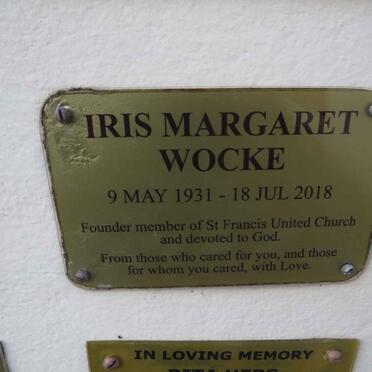 IRIS MARGARET
WOCKE
9 MAY 1931 - 18 JUL 2018
Founder member of St Francis United Church
and devoted to God.
From those who cared for you, and those
for whom you cared, with Love.
IN LOVING MEMORY